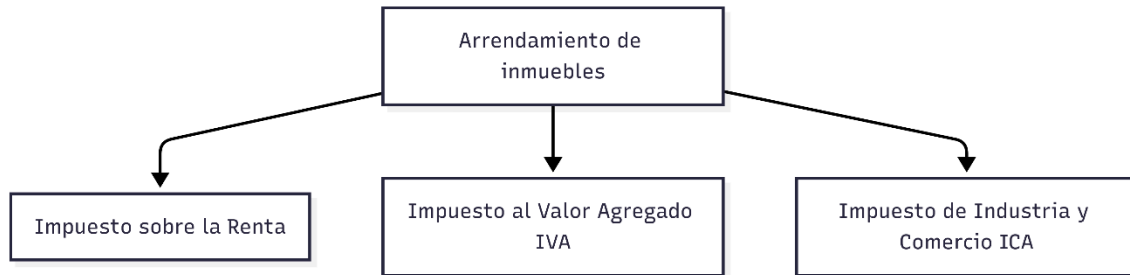 Arrendamiento de
inmuebles
Impuesto sobre la Renta
Impuesto al Valor Agregado
IVA
Impuesto de Industria y
Comercio ICA